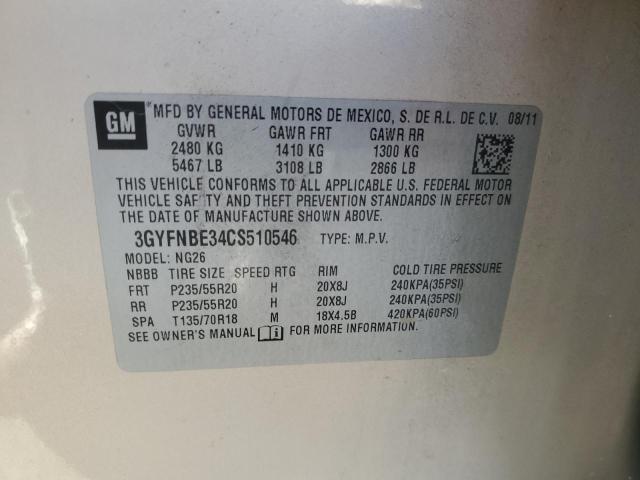 GM
MFD BY GENERAL MOTORS DE MEXICO, S. DE R.L. DE C.V. 08/11
GVWR GAWR FRT GAWR RR
2480 KG 1410 KG 1300 KG
5467 LB 3108 LB 2866 LB
THIS VEHICLE CONFORMS TO ALL APPLICABLE U.S. FEDERAL MOTOR
VEHICLE SAFETY AND THEFT PREVENTION STANDARDS IN EFFECT ON
THE DATE OF MANUFACTURE SHOWN ABOVE.
3GYFNBE34CS510546 TYPE: M.P.V.
MODEL: NG26
NBBB TIRE SIZE SPEED RTG RIM COLD TIRE PRESSURE
FRT P235/55R20 H 20X8J 240KPA(35PSI)
RR P235/55R20 H 20X8J 240KPA(35PSI)
SPA T135/70R18 M 18X4.5B 420KPA(60PSI)
SEE OWNER'S MANUAL FOR MORE INFORMATION.